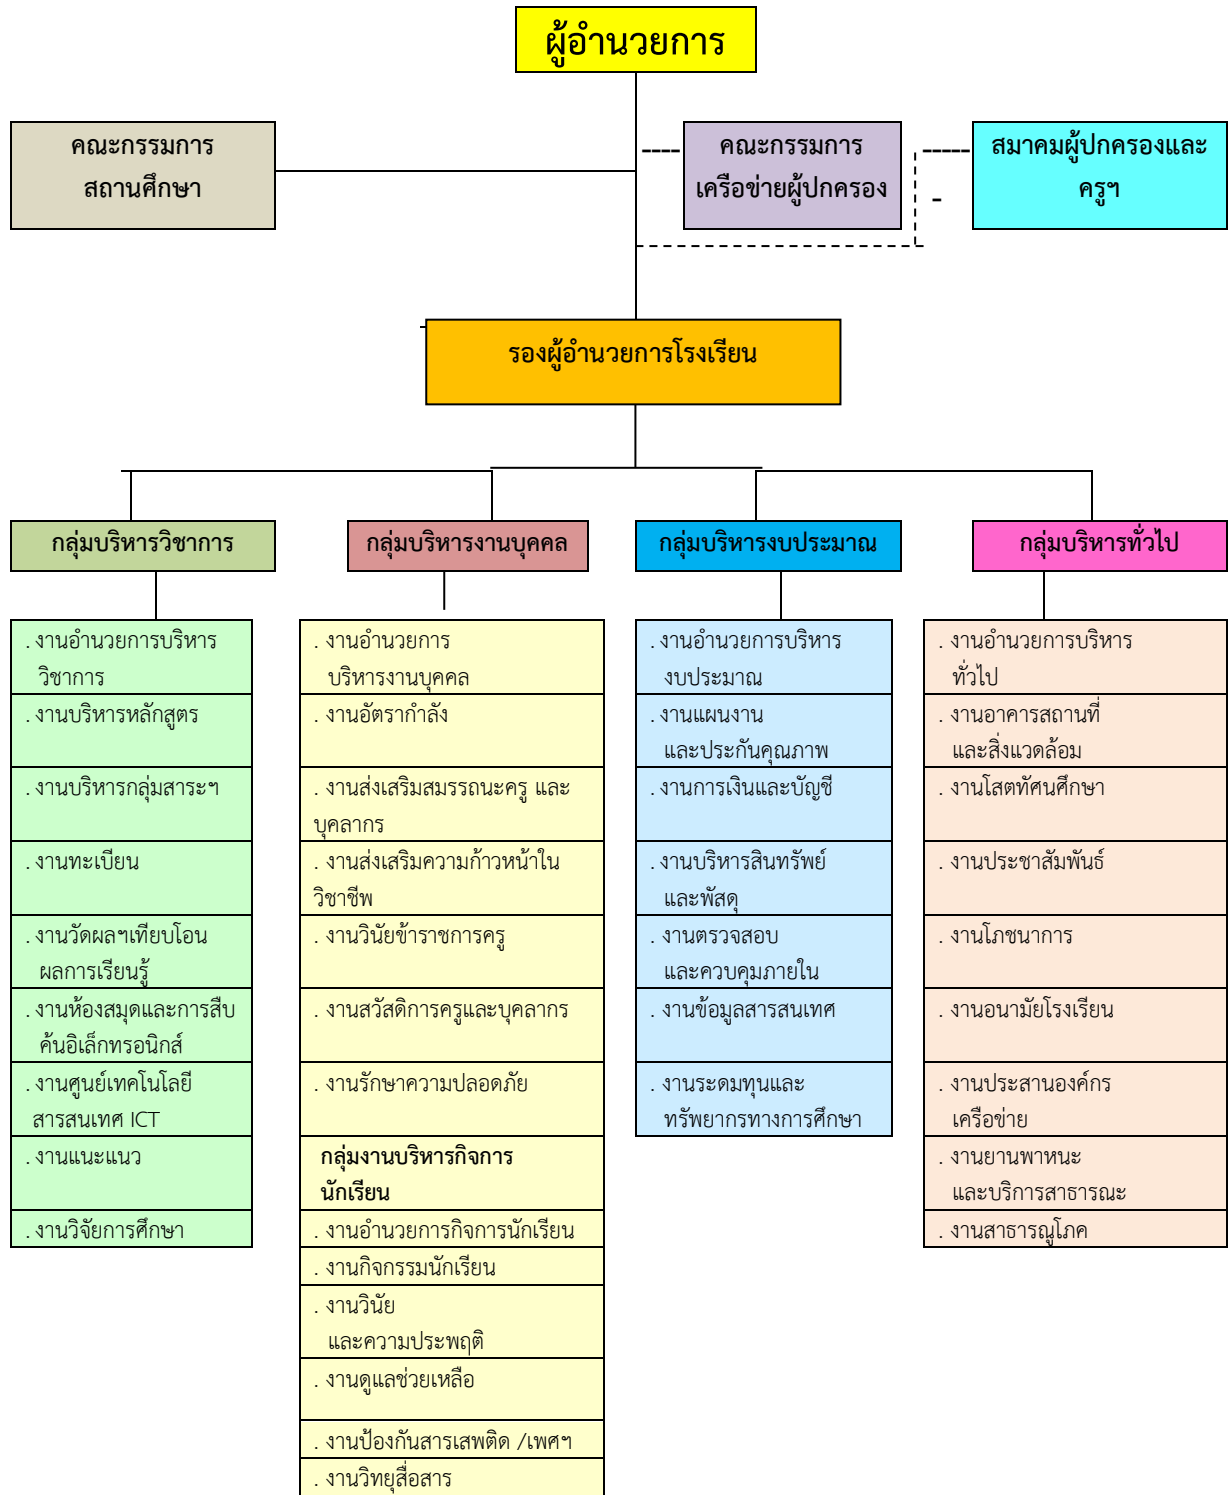 ผู้อำนวยการ
คณะกรรมการ
สถานศึกษา
คณะกรรมการ
เครือข่ายผู้ปกครอง
สมาคมผู้ปกครองและ
ครูฯ
รองผู้อำนวยการโรงเรียน
กลุ่มบริหารวิชาการ
กลุ่มบริหารงานบุคคล
กลุ่มบริหารงบประมาณ
กลุ่มบริหารทั่วไป
. งานอำนวยการบริหาร
วิชาการ
. งานบริหารหลักสูตร
. งานบริหารกลุ่มสาระฯ
. งานทะเบียน
. งานวัดผลฯเทียบโอน
ผลการเรียนรู้
. งานห้องสมุดและการสืบ
ค้นอิเล็กทรอนิกส์
. งานศูนย์เทคโนโลยี
สารสนเทศ ICT
. งานแนะแนว
. งานวิจัยการศึกษา
. งานอำนวยการ
บริหารงานบุคคล
. งานอัตรากำลัง
. งานส่งเสริมสมรรถนะครู และ
บุคลากร
. งานส่งเสริมความก้าวหน้าใน
วิชาชีพ
. งานวินัยข้าราชการครู
. งานสวัสดิการครูและบุคลากร
. งานรักษาความปลอดภัย
กลุ่มงานบริหารกิจการ
นักเรียน
. งานอำนวยการกิจการนักเรียน
. งานกิจกรรมนักเรียน
. งานวินัย
และความประพฤติ
. งานดูแลช่วยเหลือ
. งานป้องกันสารเสพติด /เพศฯ
. งานวิทยุสื่อสาร
. งานอำนวยการบริหาร
งบประมาณ
. งานแผนงาน
และประกันคุณภาพ
. งานการเงินและบัญชี
. งานบริหารสินทรัพย์
และพัสดุ
. งานตรวจสอบ
และควบคุมภายใน
. งานข้อมูลสารสนเทศ
. งานระดมทุนและ
ทรัพยากรทางการศึกษา
. งานอำนวยการบริหาร
ทั่วไป
. งานอาคารสถานที่
และสิ่งแวดล้อม
. งานโสตทัศนศึกษา
. งานประชาสัมพันธ์
. งานโภชนาการ
. งานอนามัยโรงเรียน
. งานประสานองค์กร
เครือข่าย
. งานยานพาหนะ
และบริการสาธารณะ
. งานสาธารณูโภค